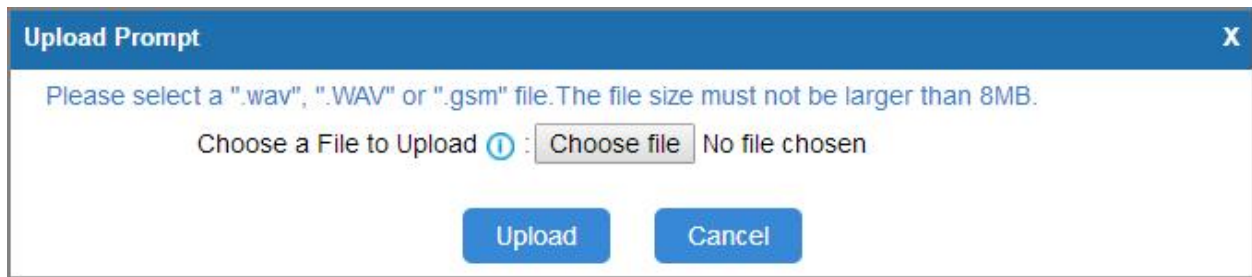 Upload Prompt X
Please select a ".wav", ".WAV" or ".gsm" file.The file size must not be larger than 8MB.
Choose a File to Upload i : Choose file No file chosen
Upload Cancel